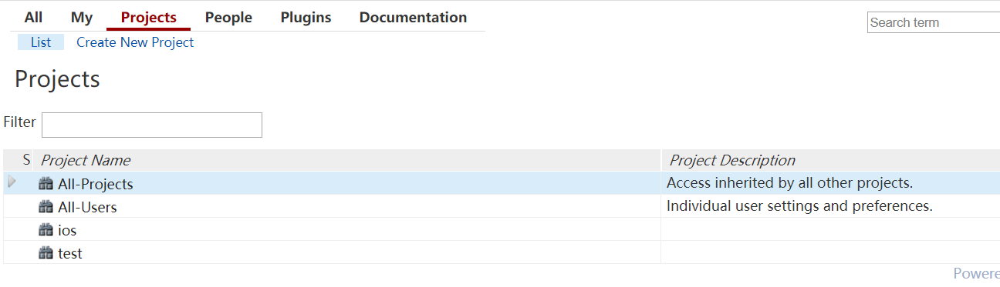 All My Projects People Plugins Documentation
Search term
List Create New Project
Projects
Filter
S Project Name Project Description
All-Projects Access inherited by all other projects.
All-Users Individual user settings and preferences.
ios
test
Powere